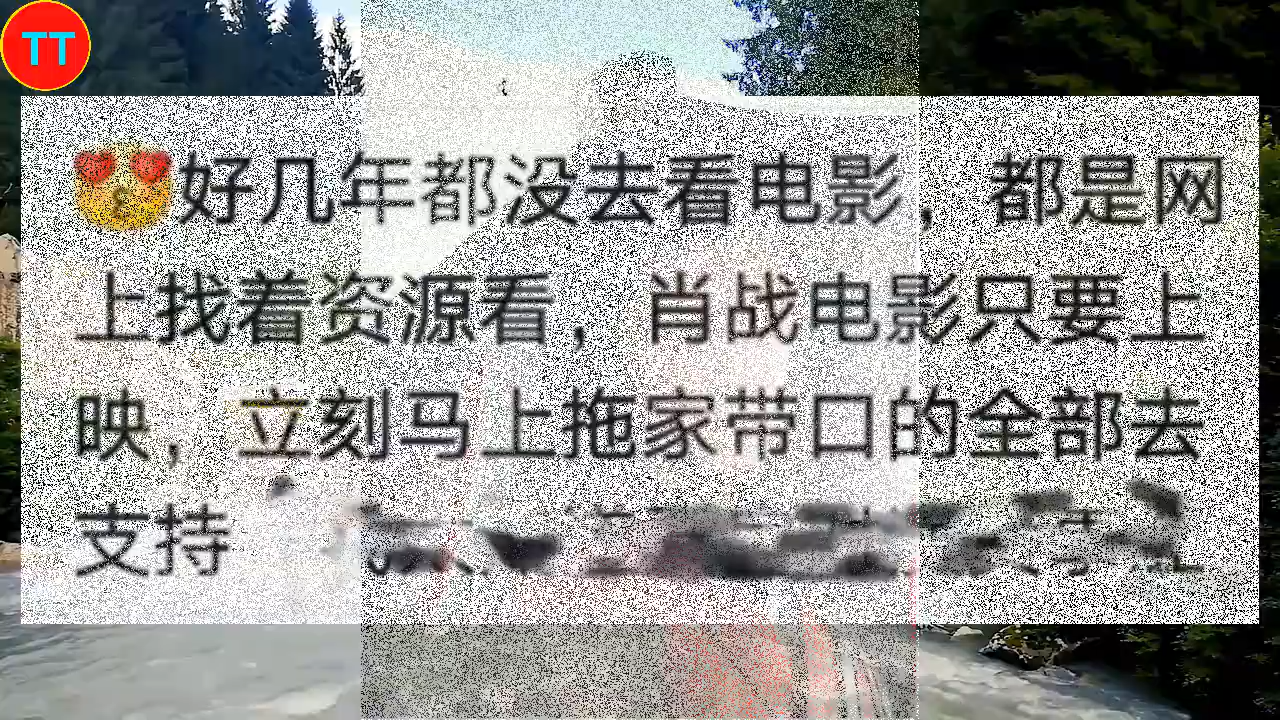 TT
😍好几年都没去看电影，都是网
上找着资源看，肖战电影只要上
映，立刻马上拖家带口的全部去
支持